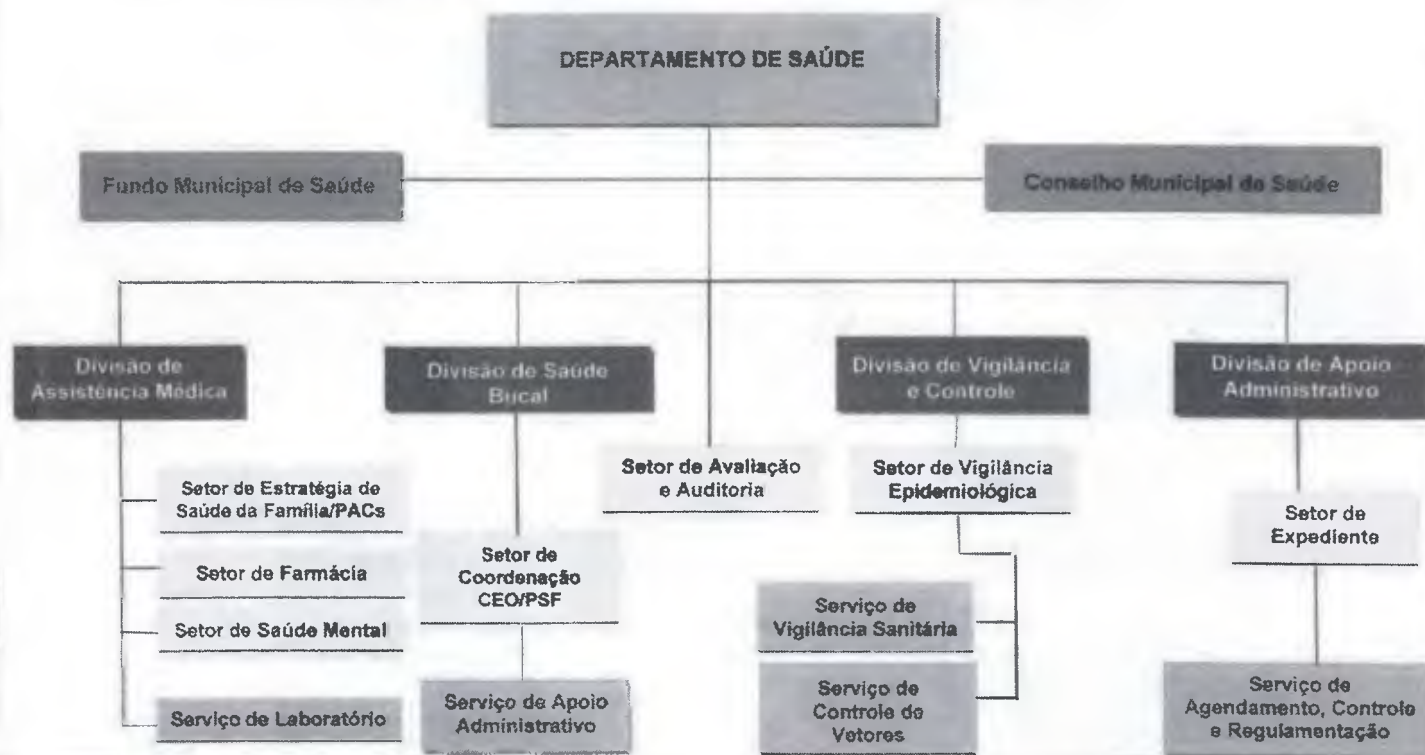 DEPARTAMENTO DE SAÚDE
Fundo Municipal de Saúde
Conselho Municipal de Saúde
Divisão de
Assistência Médica
Divisão de Saúde
Bucal
Divisão de Vigilância
e Controle
Divisão de Apoio
Administrativo
Setor de Avaliação
e Auditoria
Setor de Vigilância
Epidemiológica
Setor de Estratégia de
Saúde da Família/PACs
Setor de Farmácia
Setor de Saúde Mental
Serviço de Laboratório
Setor de
Coordenação
CEO/PSF
Serviço de Apoio
Administrativo
Serviço de
Vigilância Sanitária
Serviço de
Controle de
Vetores
Setor de
Expediente
Serviço de
Agendamento, Controle
e Regulamentação